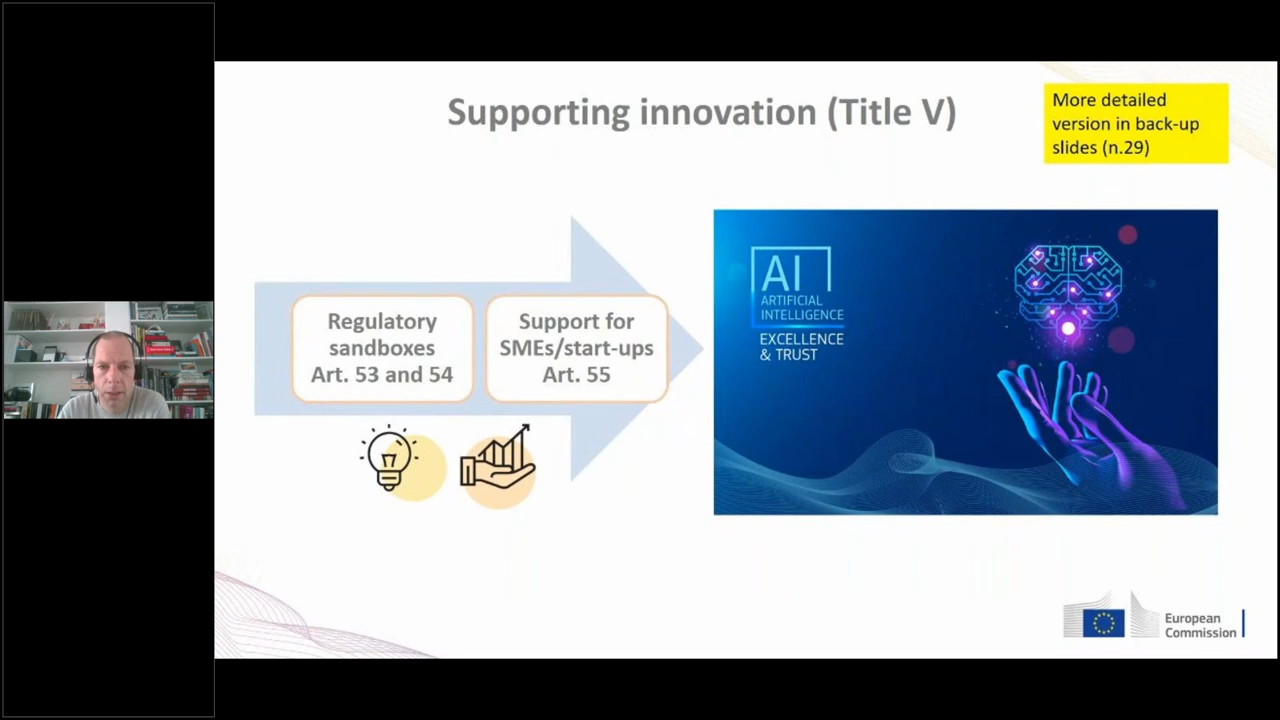 Supporting innovation (Title V)
More detailed
version in back-up
slides (n.29)
Regulatory
sandboxes
Art. 53 and 54
Support for
SMEs/start-ups
Art. 55
AI
ARTIFICIAL
INTELLIGENCE
EXCELLENCE
& TRUST
European
Commission